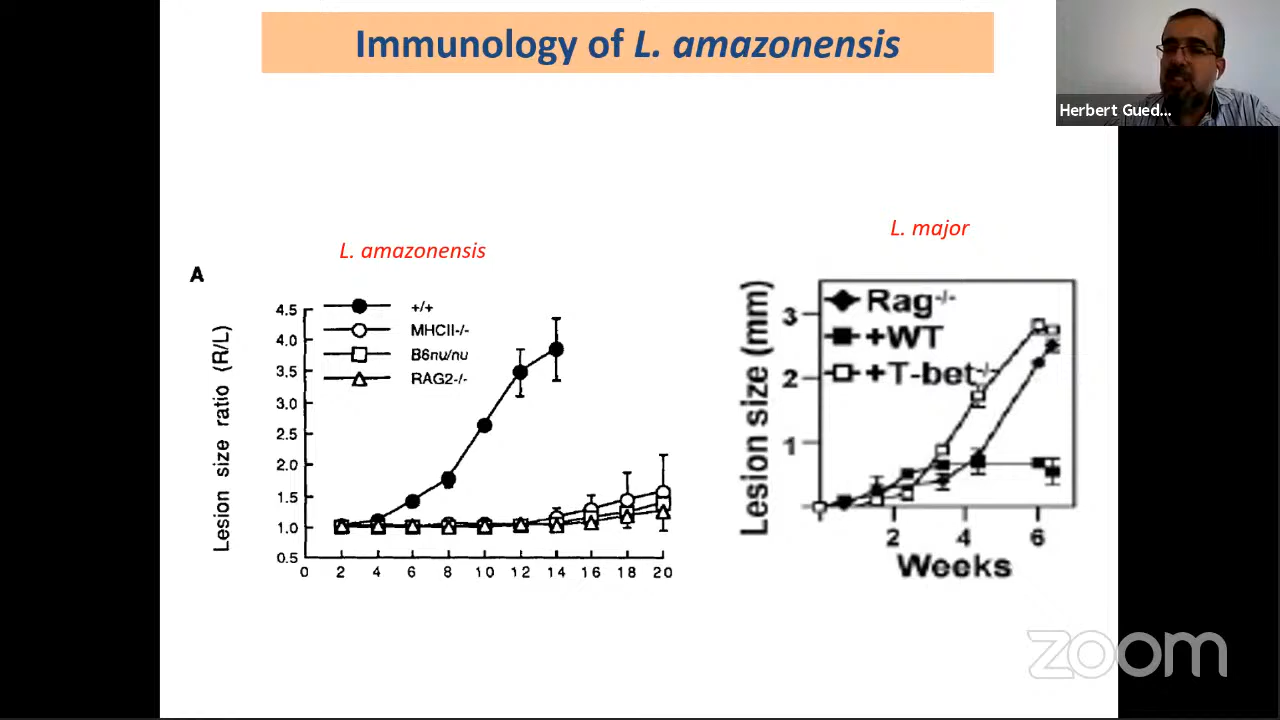 Immunology of L. amazonensis
Herbert Gued...
L. amazonensis
A
Lesion size ratio (R/L)
4.5
4.0
3.5
3.0
2.5
2.0
1.5
1.0
0.5
+/+
MHCII-/-
B6nu/nu
RAG2-/-
0 2 4 6 8 10 12 14 16 18 20
L. major
Lesion size (mm)
3
2
1
Rag-/-
+WT
+T-bet-/-
2 4 6
Weeks
zoom